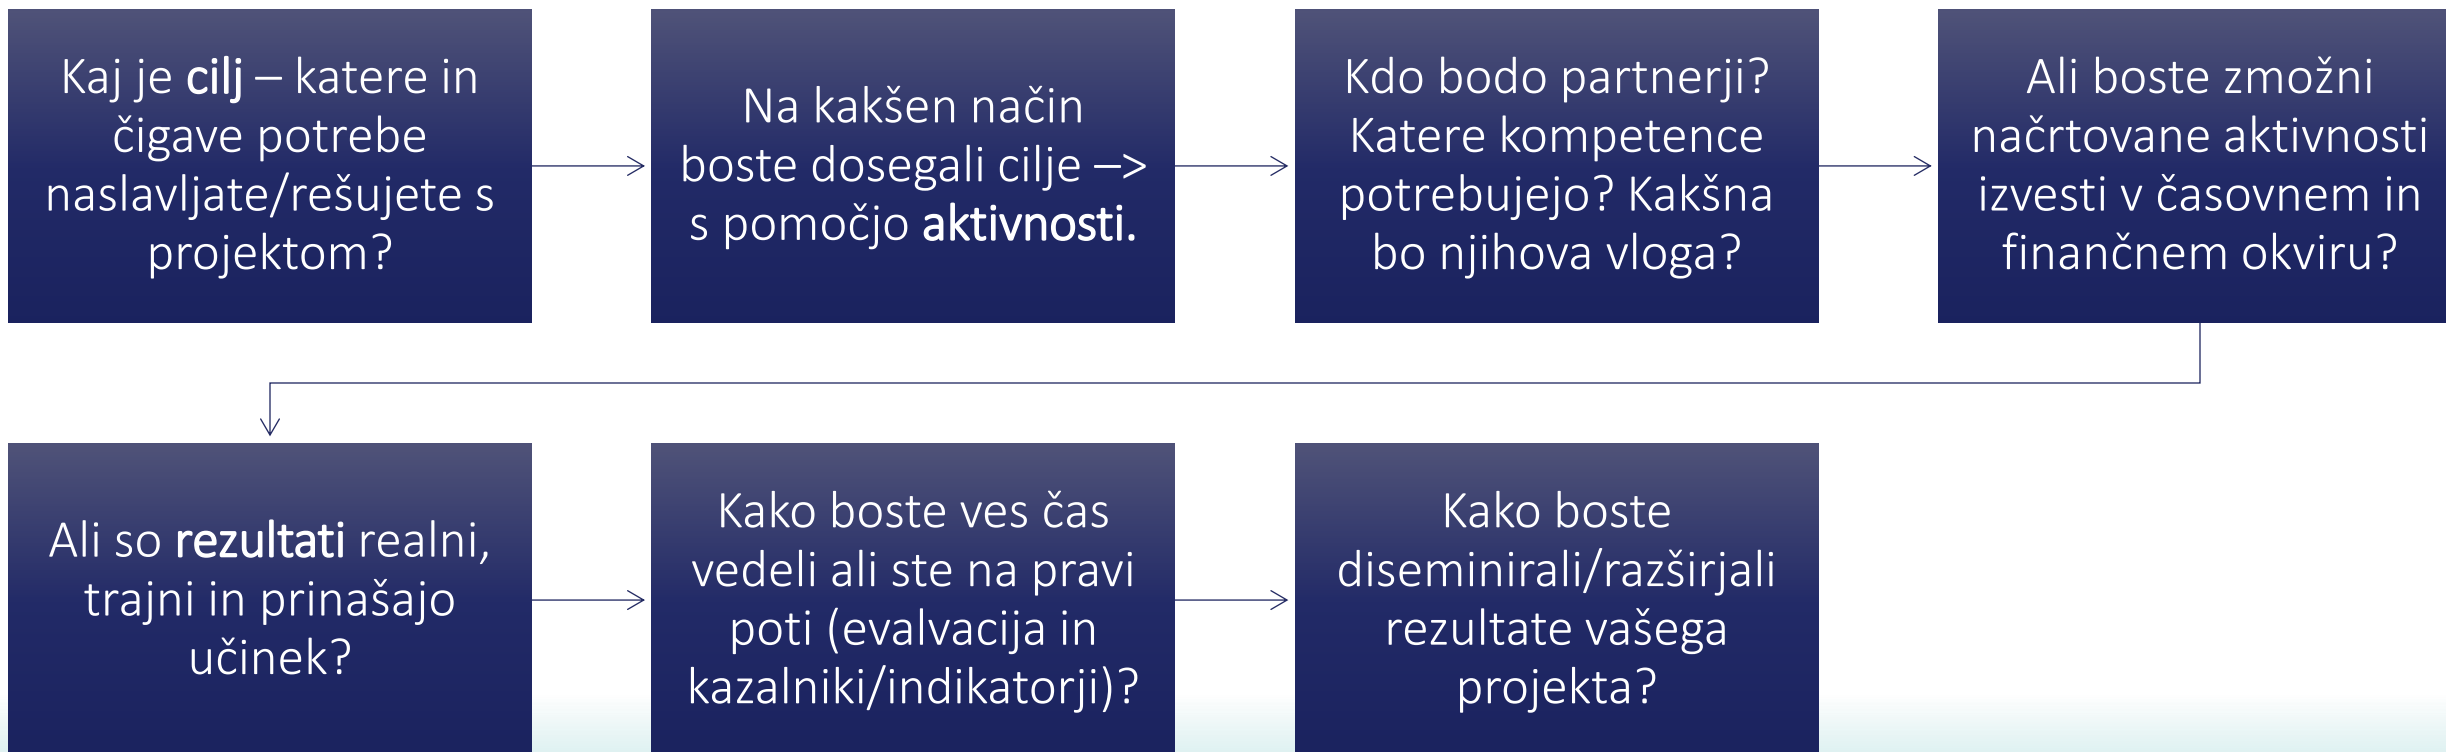 Kaj je cilj – katere in
čigave potrebe
naslavljate/rešujete s
projektom?
Na kakšen način
boste dosegali cilje –>
s pomočjo aktivnosti.
Kdo bodo partnerji?
Katere kompetence
potrebujejo? Kakšna
bo njihova vloga?
Ali boste zmožni
načrtovane aktivnosti
izvesti v časovnem in
finančnem okviru?
Ali so rezultati realni,
trajni in prinašajo
učinek?
Kako boste ves čas
vedeli ali ste na pravi
poti (evalvacija in
kazalniki/indikatorji)?
Kako boste
diseminirali/razširjali
rezultate vašega
projekta?